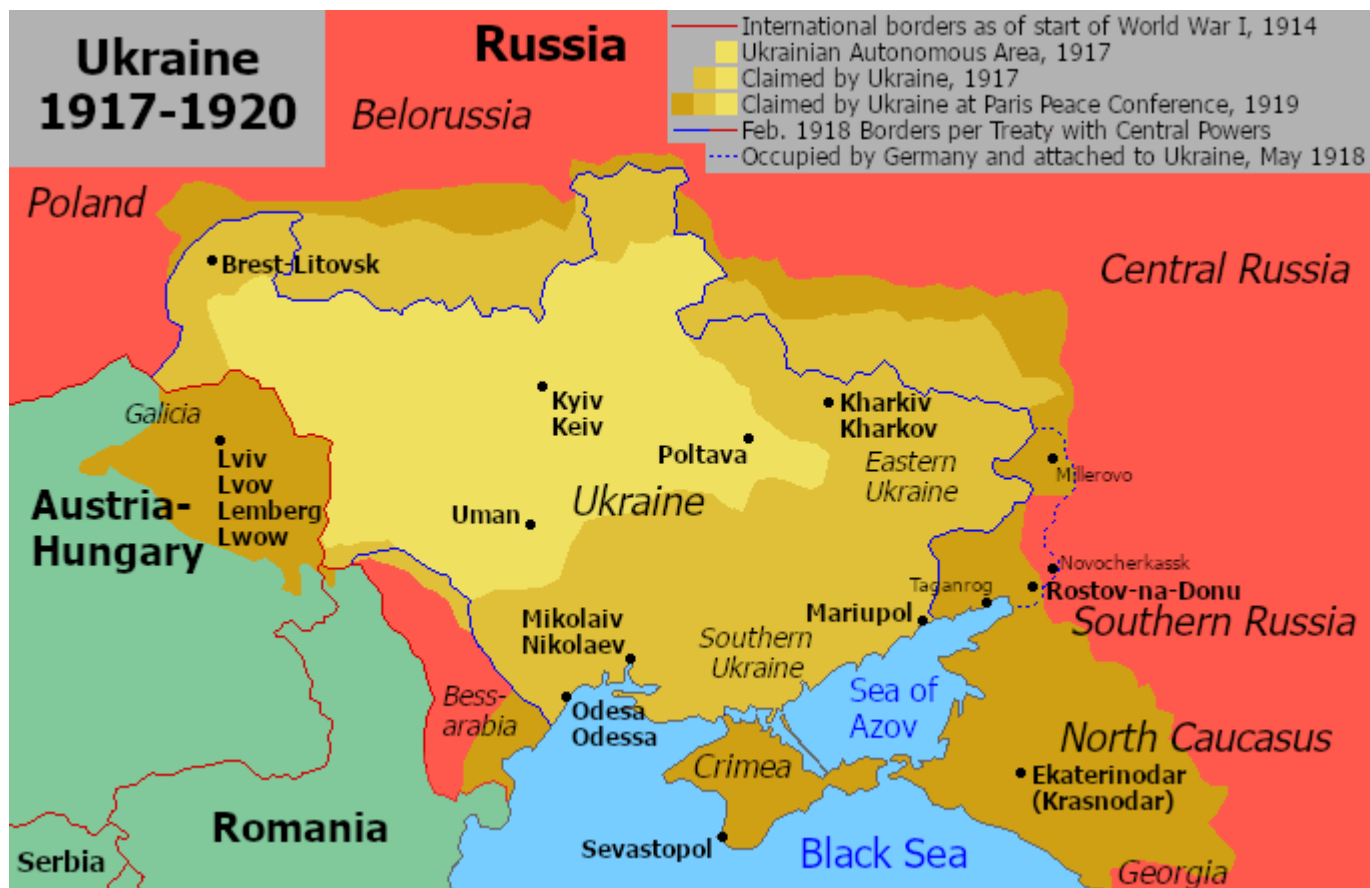 Ukraine
1917-1920
Russia
Belorussia
International borders as of start of World War I, 1914
Ukrainian Autonomous Area, 1917
Claimed by Ukraine, 1917
Claimed by Ukraine at Paris Peace Conference, 1919
Feb. 1918 Borders per Treaty with Central Powers
Occupied by Germany and attached to Ukraine, May 1918
Poland
Brest-Litovsk
Central Russia
Galicia
Kyiv
Keiv
Kharkiv
Kharkov
Poltava
Lviv
Lvov
Lemberg
Lwow
Eastern
Ukraine
Millerovo
Austria-
Hungary
Uman
Ukraine
Novocherkassk
Taganrog
Rostov-na-Donu
Mariupol
Southern Russia
Mikolaiv
Nikolaev
Southern
Ukraine
Bess-
arabia
Odesa
Odessa
Sea of
Azov
North Caucasus
Crimea
Ekaterinodar
(Krasnodar)
Romania
Sevastopol
Black Sea
Serbia
Georgia